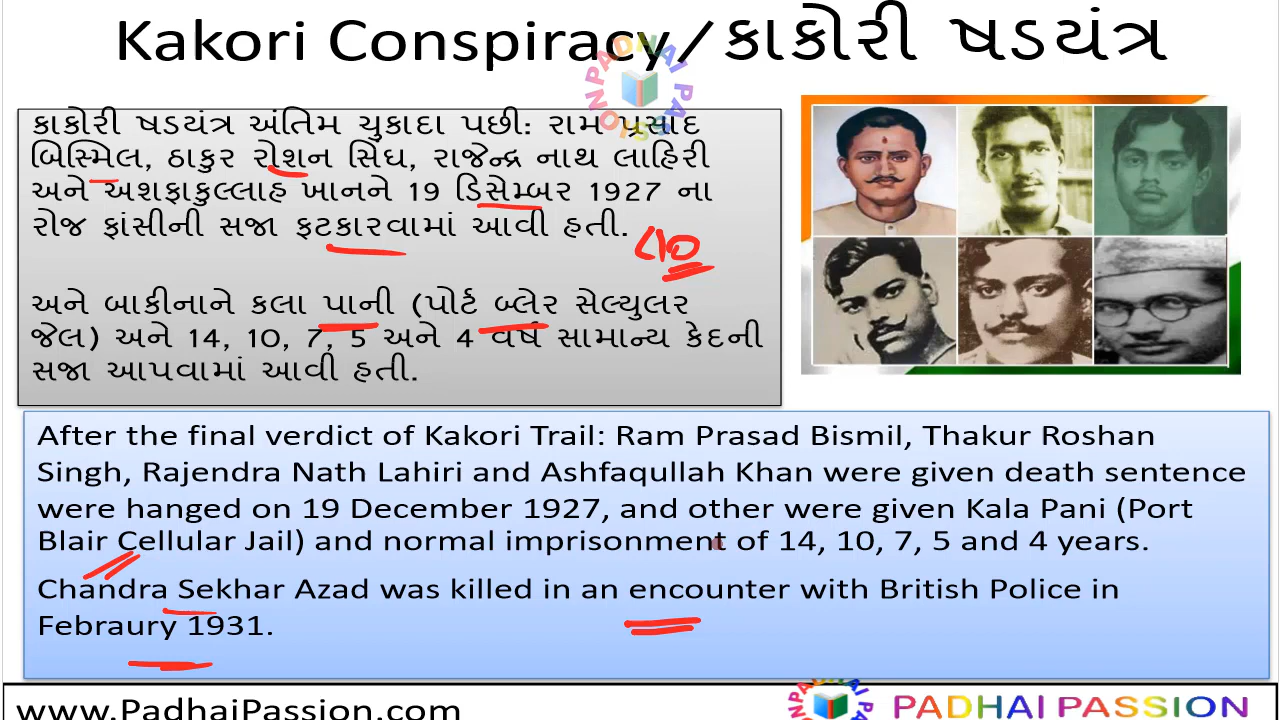 Kakori Conspiracy/કાકોરી ષડયંત્ર
PADHAI PASSION
કાકોરી ષડયંત્ર અંતિમ ચુકાદા પછી: રામ પ્રસાદ
બિસ્મિલ, ઠાકુર રોશન સિંઘ, રાજેન્દ્ર નાથ લાહિરી
અને અશફાકુલ્લાહ ખાનને 19 ડિસેમ્બર 1927 ના
રોજ ફાંસીની સજા ફટકારવામાં આવી હતી.
અને બાકીનાને કલા પાની (પોર્ટ બ્લેર સેલ્યુલર
જેલ) અને 14, 10, 7, 5 અને 4 વર્ષ સામાન્ય કેદની
સજા આપવામાં આવી હતી.
After the final verdict of Kakori Trail: Ram Prasad Bismil, Thakur Roshan
Singh, Rajendra Nath Lahiri and Ashfaqullah Khan were given death sentence
were hanged on 19 December 1927, and other were given Kala Pani (Port
Blair Cellular Jail) and normal imprisonment of 14, 10, 7, 5 and 4 years.
Chandra Sekhar Azad was killed in an encounter with British Police in
Febraury 1931.
www.PadhaiPassion.com
PADHAI PASSION